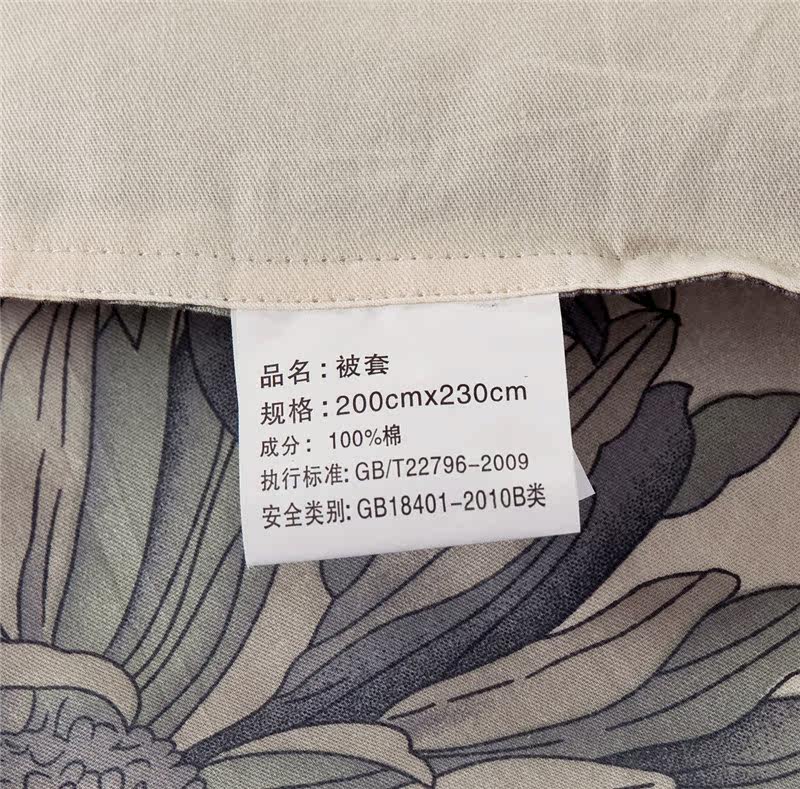 品名:被套
规格:200cmx230cm
成分: 100%棉
执行标准:GB/T22796-2009
安全类别:GB18401-2010B类